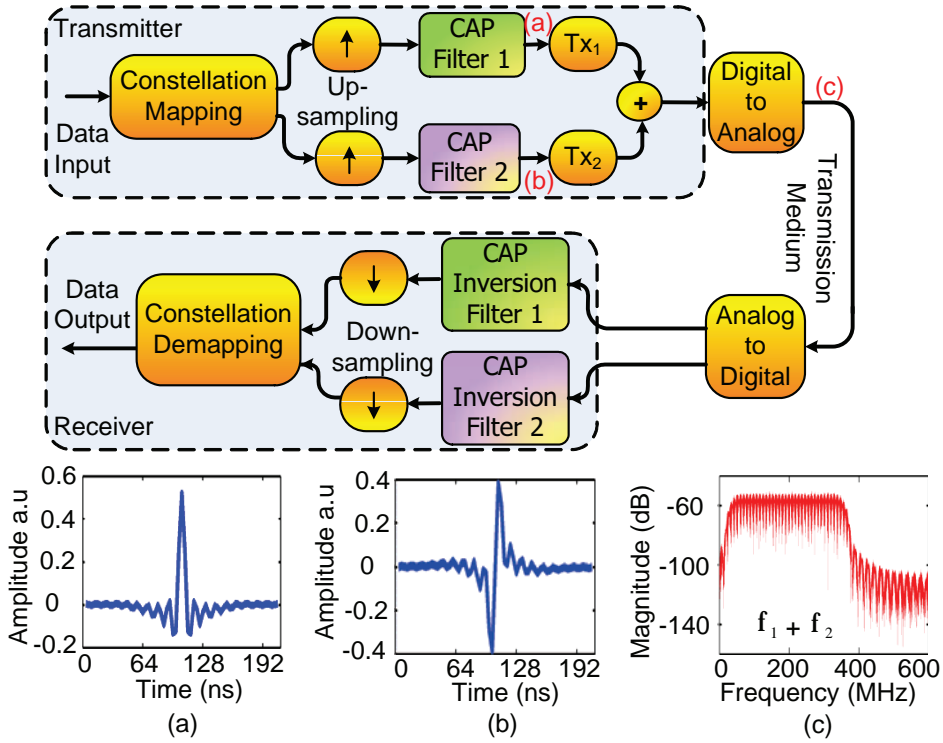 Transmitter
Data
Input
Constellation
Mapping
↑
Up-
sampling
↑
CAP
Filter 1
(a)
Tx1
CAP
Filter 2
(b)
Tx2
+
Digital
to
Analog
(c)
Transmission
Medium
Analog
to
Digital
CAP
Inversion
Filter 1
CAP
Inversion
Filter 2
↓
Down-
sampling
↓
Constellation
Demapping
Data
Output
Receiver
Amplitude a.u
0.6
0.4
0.2
0
-0.2
0 64 128 192
Time (ns)
(a)
Amplitude a.u
0.4
0.2
0
-0.2
-0.4
0 64 128 192
Time (ns)
(b)
Magnitude (dB)
-60
-100
-140
f1 + f2
0 200 400 600
Frequency (MHz)
(c)